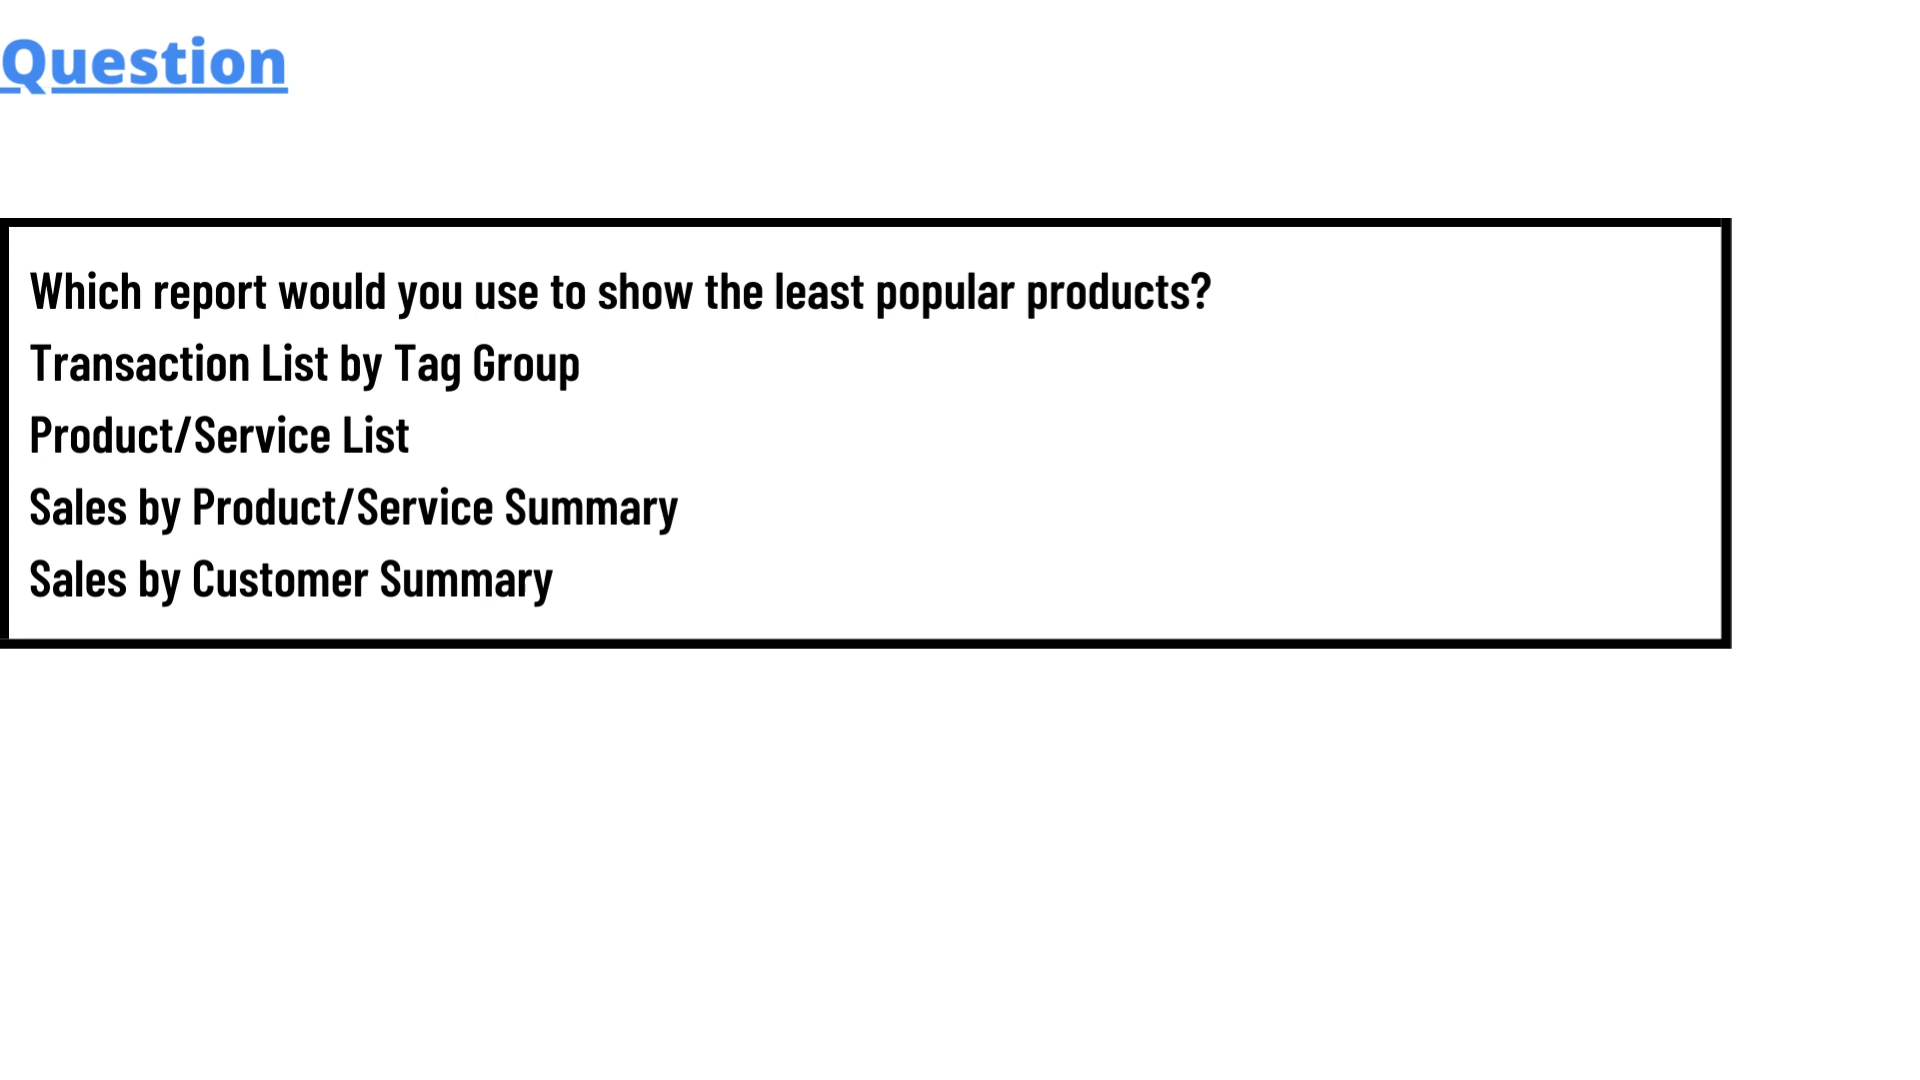 Question
Which report would you use to show the least popular products?
Transaction List by Tag Group
Product/Service List
Sales by Product/Service Summary
Sales by Customer Summary